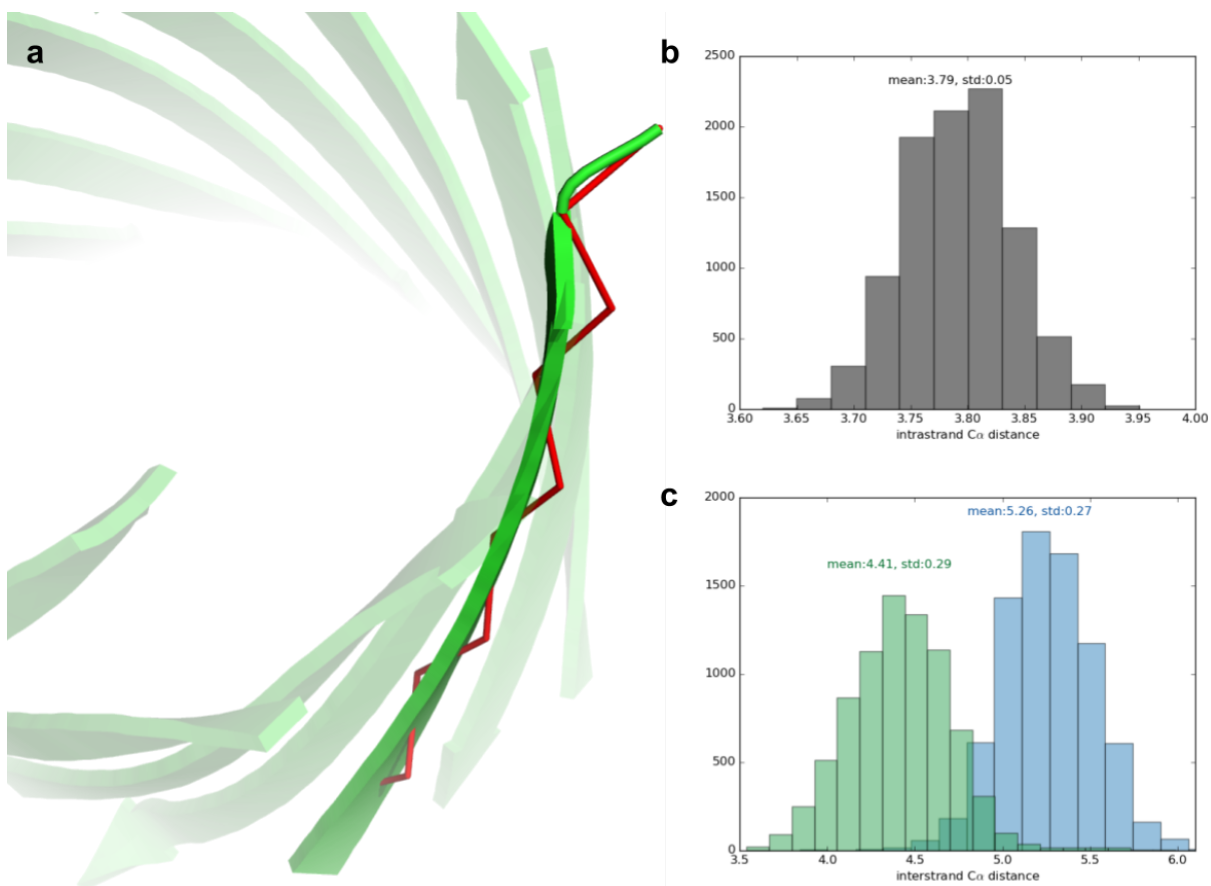 a
b
2500
mean:3.79, std:0.05
2000
1500
1000
500
0
3.60 3.65 3.70 3.75 3.80 3.85 3.90 3.95 4.00
intrastrand Cα distance
c
2000
mean:5.26, std:0.27
mean:4.41, std:0.29
1500
1000
500
0
3.5 4.0 4.5 5.0 5.5 6.0
interstrand Cα distance